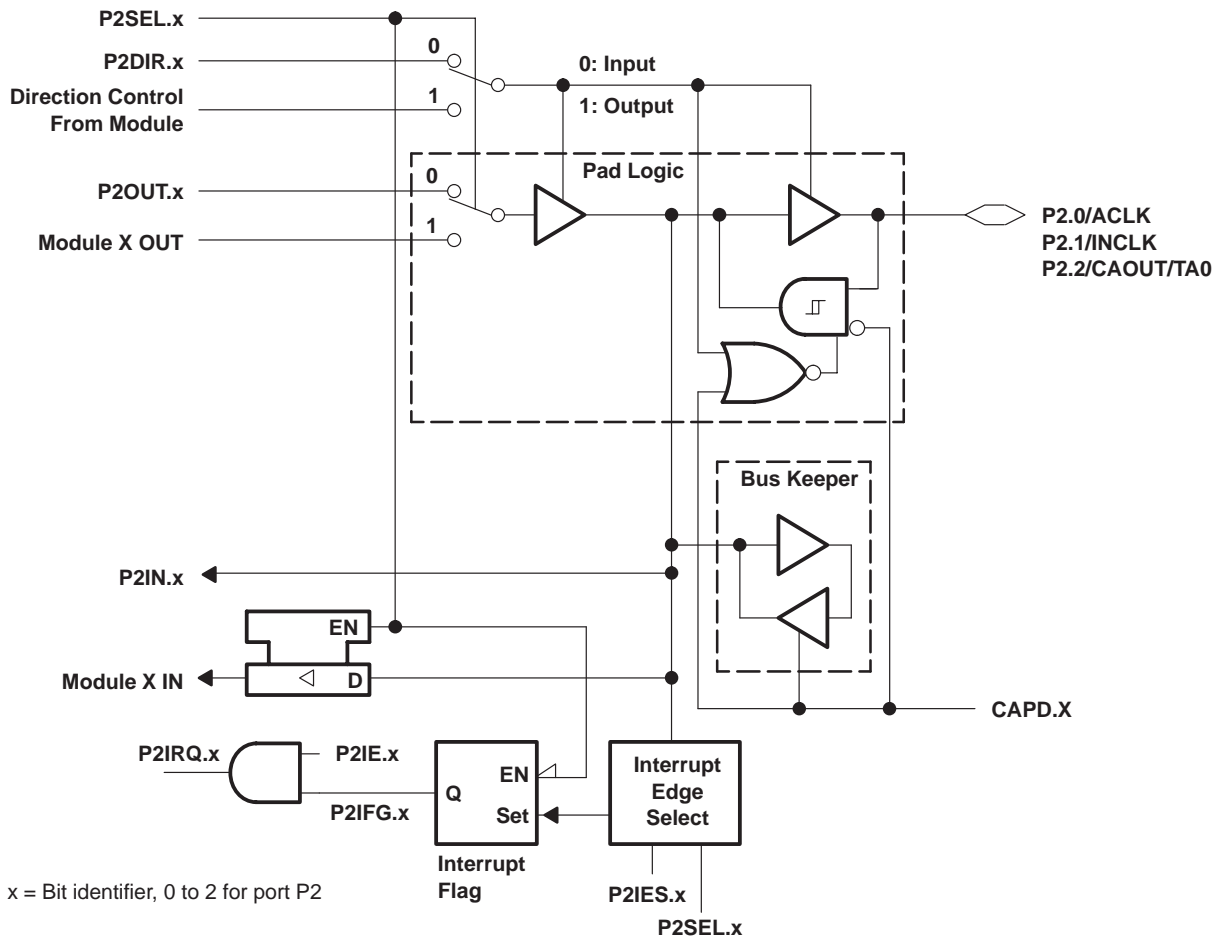 P2SEL.x
0
P2DIR.x
0: Input
Direction Control
From Module
1
1: Output
Pad Logic
P2OUT.x
0
Module X OUT
1
P2.0/ACLK
P2.1/INCLK
P2.2/CAOUT/TA0
Bus Keeper
P2IN.x
EN
Module X IN
D
CAPD.X
P2IRQ.x
P2IE.x
P2IFG.x
Q
EN
Set
Interrupt
Edge
Select
Interrupt
Flag
P2IES.x
P2SEL.x
x = Bit identifier, 0 to 2 for port P2